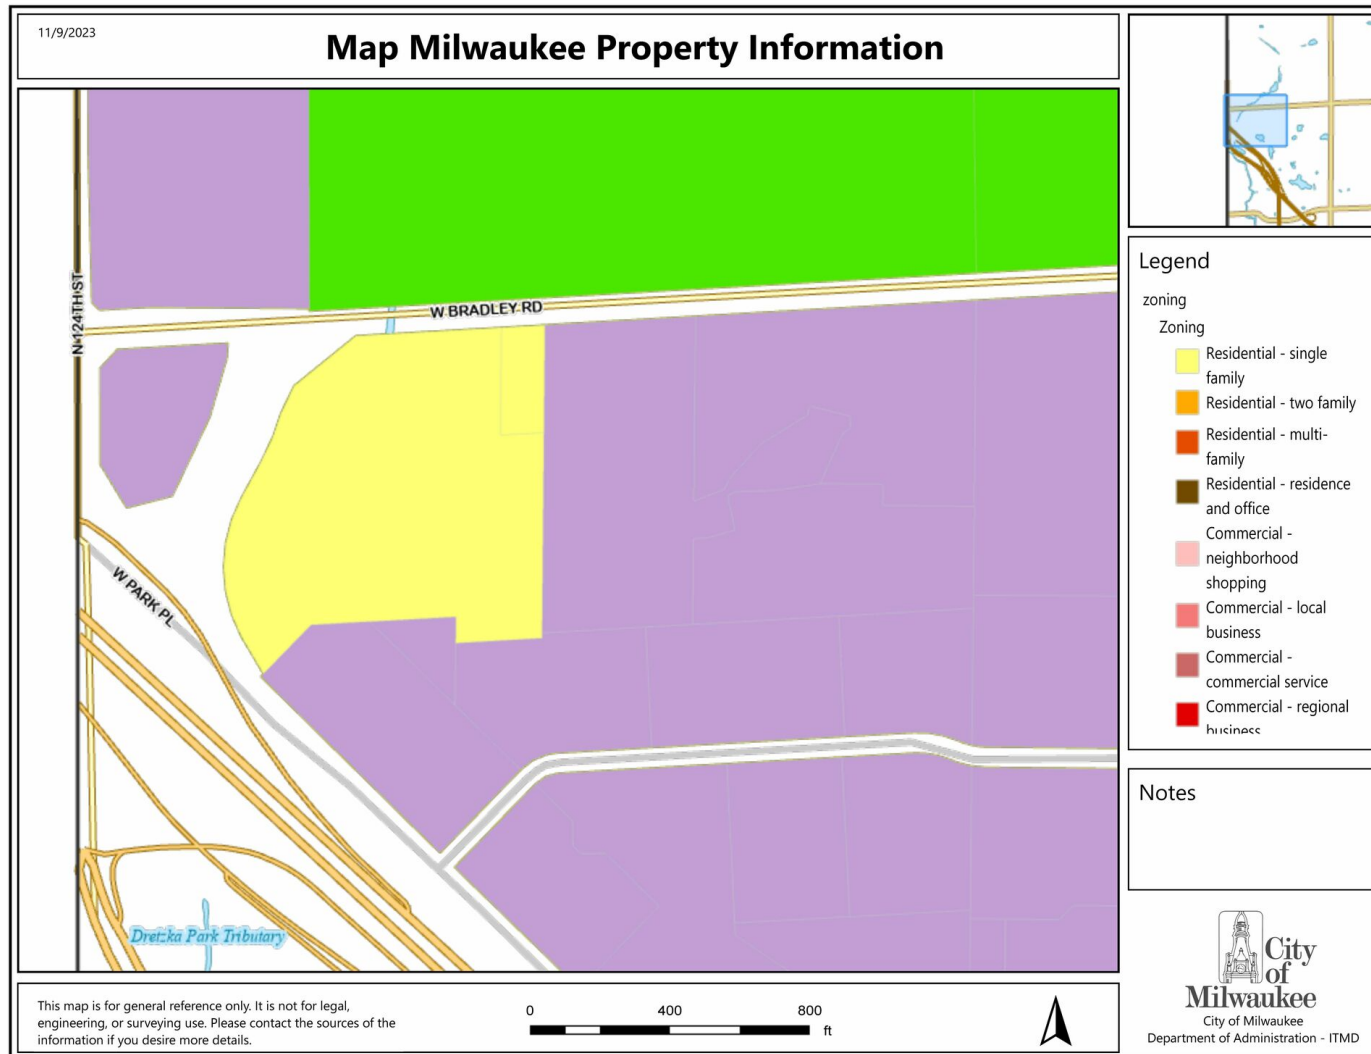 11/9/2023
Map Milwaukee Property Information
N 124TH ST
W BRADLEY RD
W PARK PL
Dretzka Park Tributary
Legend
zoning
Zoning
Residential - single
family
Residential - two family
Residential - multi-
family
Residential - residence
and office
Commercial -
neighborhood
shopping
Commercial - local
business
Commercial -
commercial service
Commercial - regional
business
Notes
This map is for general reference only. It is not for legal,
engineering, or surveying use. Please contact the sources of the
information if you desire more details.
0 400 800
ft
City
of
Milwaukee
City of Milwaukee
Department of Administration - ITMD